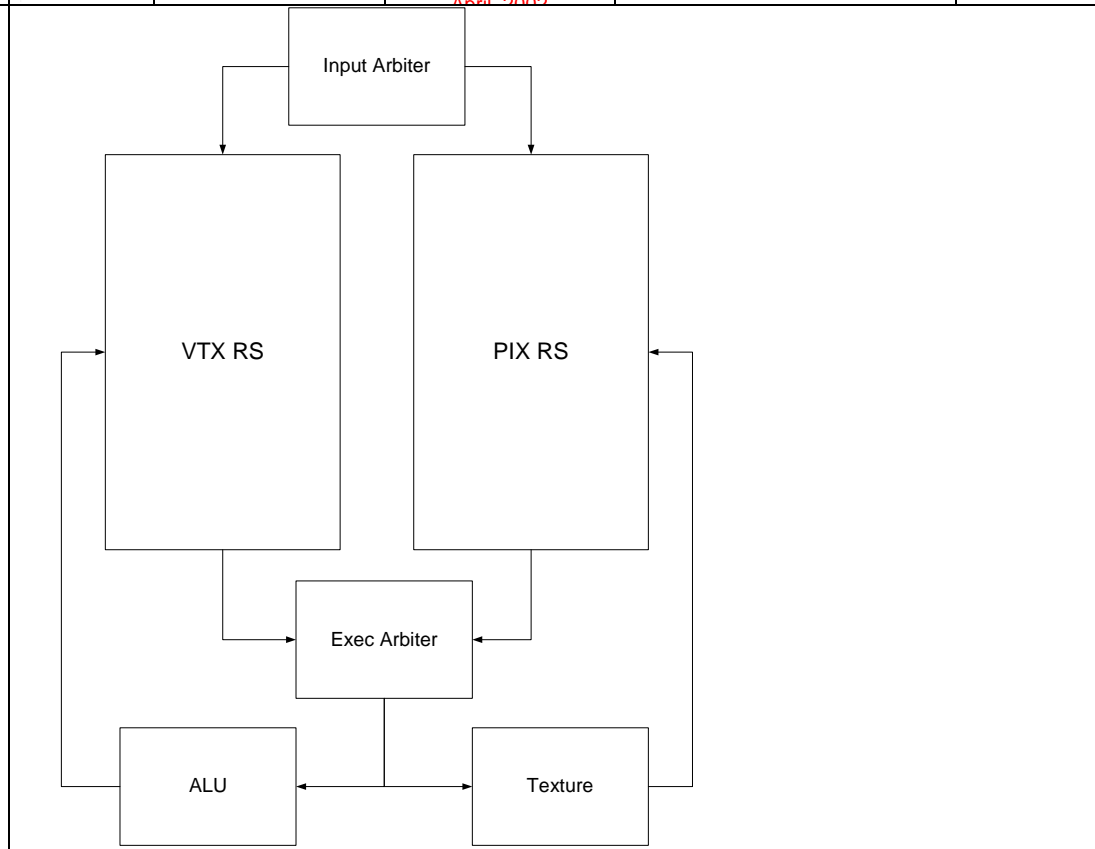 Input Arbiter
VTX RS
PIX RS
Exec Arbiter
ALU
Texture